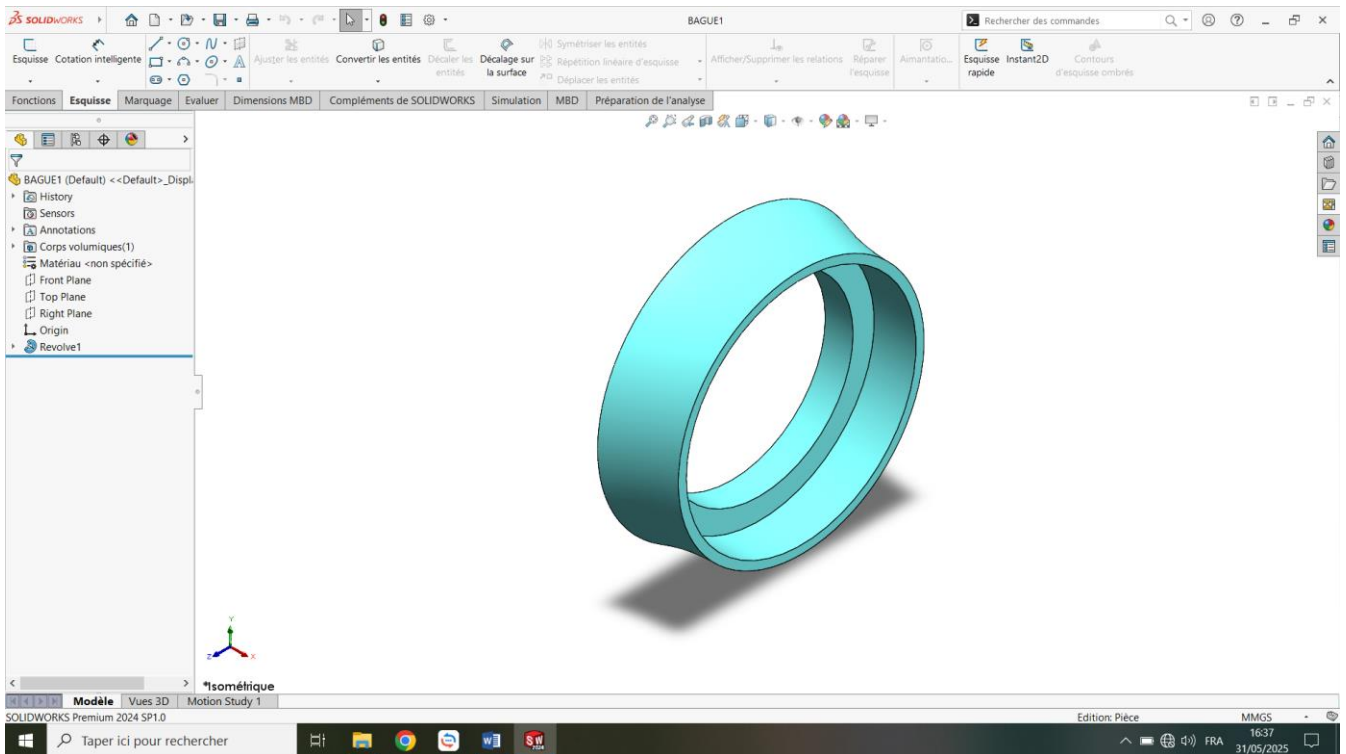 SOLIDWORKS
BAGUE1
Rechercher des commandes
Esquisse
Cotation intelligente
Ajuster les entités
Convertir les entités
Décaler les entités
Décalage sur la surface
Symétriser les entités
Répétition linéaire d'esquisse
Déplacer les entités
Afficher/Supprimer les relations
Réparer l'esquisse
Aimantatio...
Esquisse rapide
Instant2D
Contours d'esquisse ombrés
Fonctions Esquisse Marquage Evaluer Dimensions MBD Compléments de SOLIDWORKS Simulation MBD Préparation de l'analyse
BAGUE1 (Default) <<Default>_Displ
History
Sensors
Annotations
Corps volumiques(1)
Matériau <non spécifié>
Front Plane
Top Plane
Right Plane
Origin
Revolve1
Y
Z X
*Isométrique
Modèle Vues 3D Motion Study 1
SOLIDWORKS Premium 2024 SP1.0
Edition: Pièce
MMGS
Taper ici pour rechercher
FRA
16:37
31/05/2025